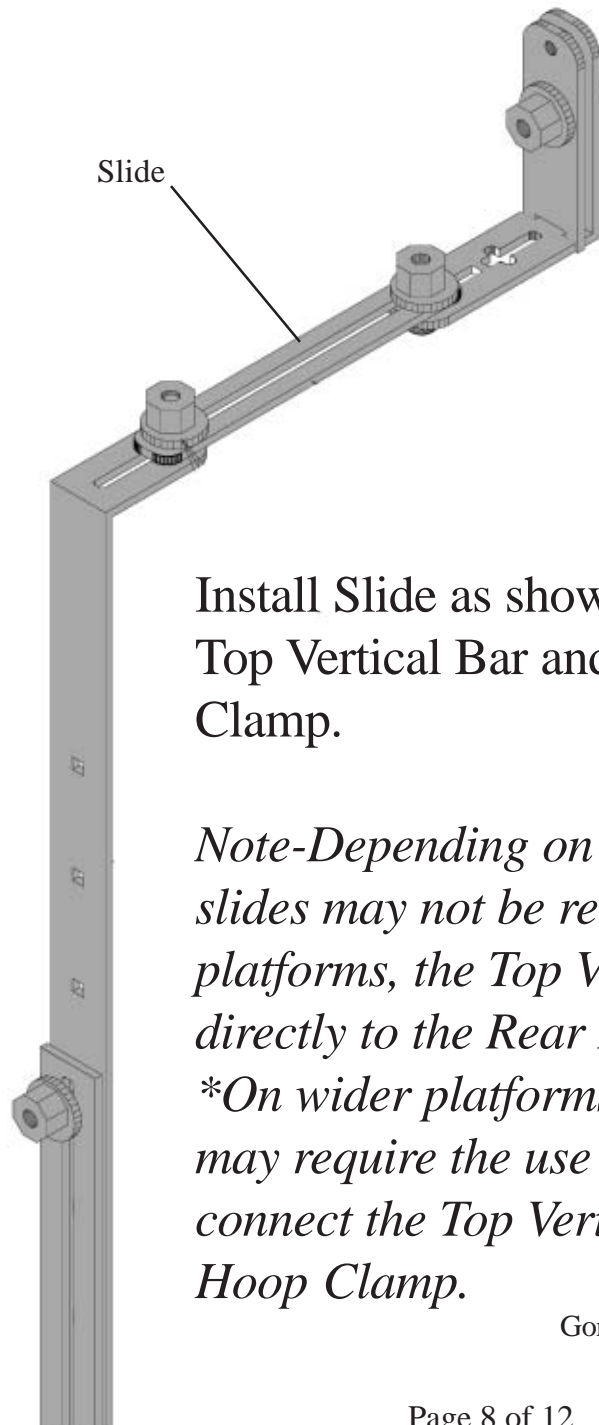 Slide
Install Slide as show
Top Vertical Bar and
Clamp.
Note-Depending on
slides may not be re
platforms, the Top V
directly to the Rear
*On wider platforms
may require the use
connect the Top Vert
Hoop Clamp.
Gor
Page 8 of 12